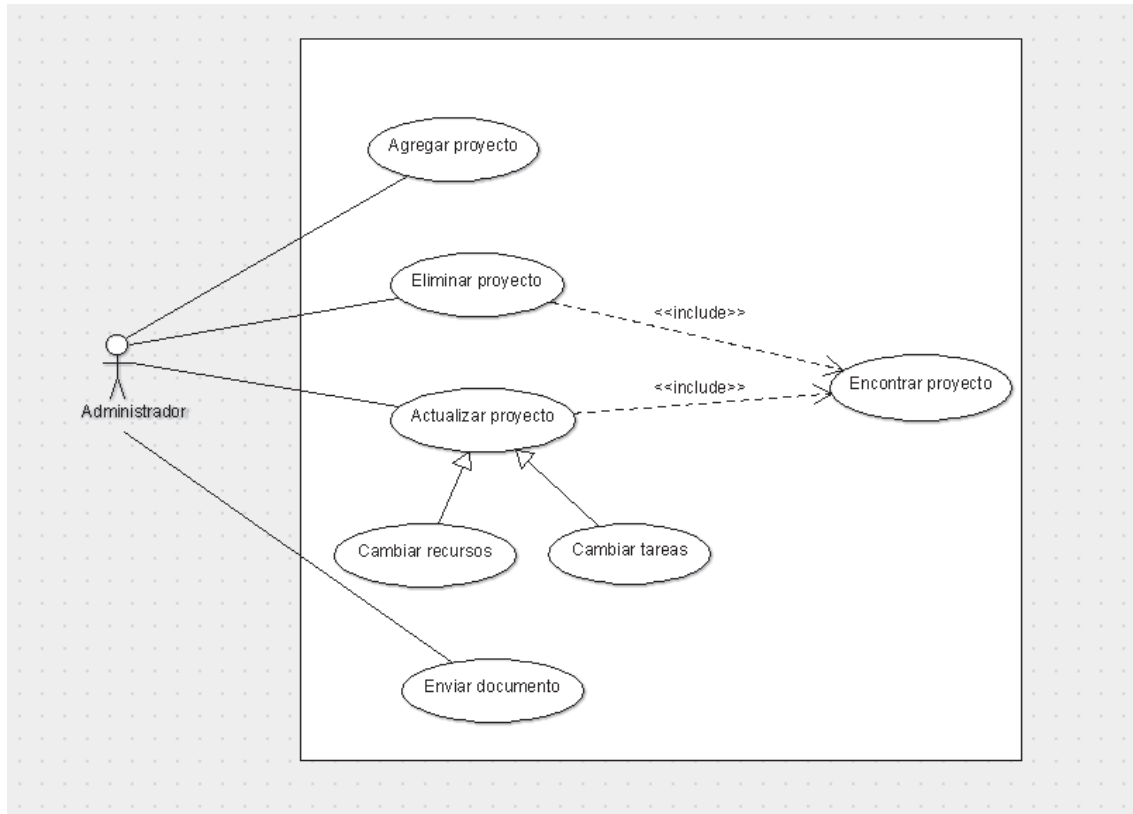 Agregar proyecto
Eliminar proyecto
<<include>>
Encontrar proyecto
<<include>>
Administrador
Actualizar proyecto
Cambiar recursos
Cambiar tareas
Enviar documento